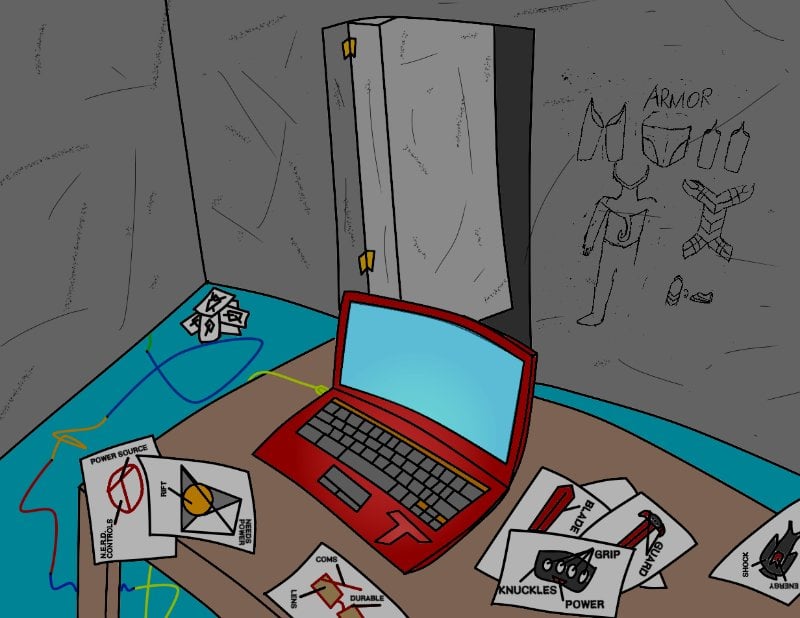 ARMOR
POWER SOURCE
N.E.R.D.
CONTROLS
RIFT
NEEDS
POWER
T
COMS
LENS
DURABLE
BLADE
GUARD
GRIP
KNUCKLES
POWER
SHOCK
ENERGY